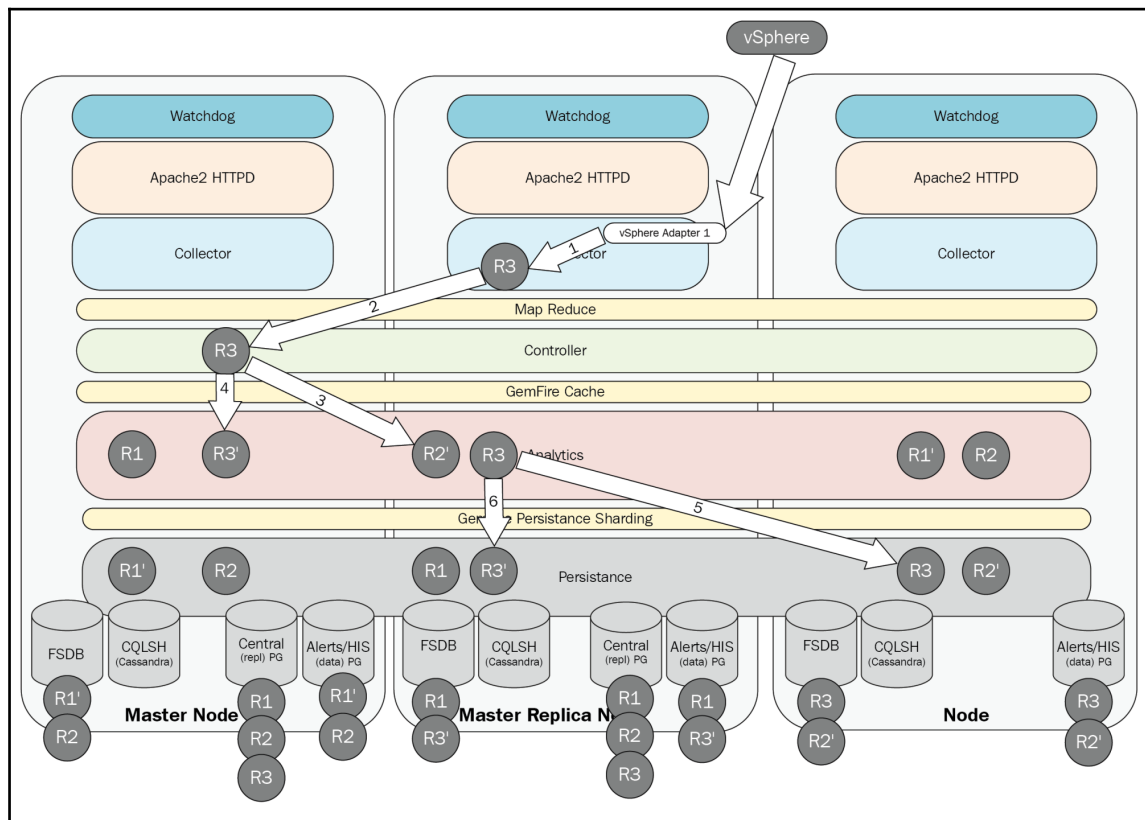 vSphere
Watchdog
Watchdog
Watchdog
Apache2 HTTPD
Apache2 HTTPD
Apache2 HTTPD
vSphere Adapter 1
1
Collector
ctor
Collector
R3
2
Map Reduce
R3
Controller
4
3
GemFire Cache
R1
R3'
R2'
R3
Analytics
R1'
R2
6
5
Ge
e Persistance Sharding
R1'
R2
R1
R3'
Persistance
R3
R2'
FSDB
CQLSH
(Cassandra)
Central
(repl) PG
Alerts/HIS
(data) PG
FSDB
CQLSH
(Cassandra)
Central
(repl) PG
Alerts/HIS
(data) PG
FSDB
CQLSH
(Cassandra)
Alerts/HIS
(data) PG
R1'
R2
R1
R2
R3
R1'
R2
R1
R3'
R1
R2
R3
R1
R3'
R3
R2'
R3
R2'
Master Node
Master Replica N
Node